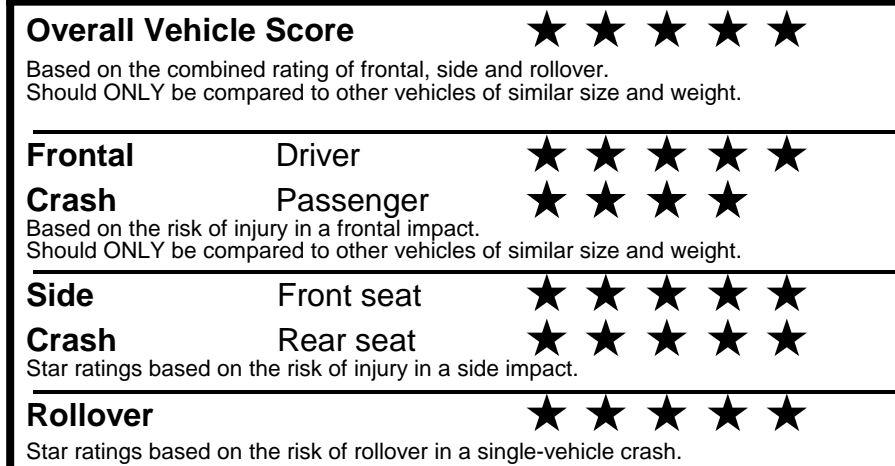 Overall Vehicle Score ★ ★ ★ ★ ★
Based on the combined rating of frontal, side and rollover.
Should ONLY be compared to other vehicles of similar size and weight.
Frontal Driver ★ ★ ★ ★ ★
Crash Passenger ★ ★ ★ ★
Based on the risk of injury in a frontal impact.
Should ONLY be compared to other vehicles of similar size and weight.
Side Front seat ★ ★ ★ ★ ★
Crash Rear seat ★ ★ ★ ★ ★
Star ratings based on the risk of injury in a side impact.
Rollover ★ ★ ★ ★ ★
Star ratings based on the risk of rollover in a single-vehicle crash.